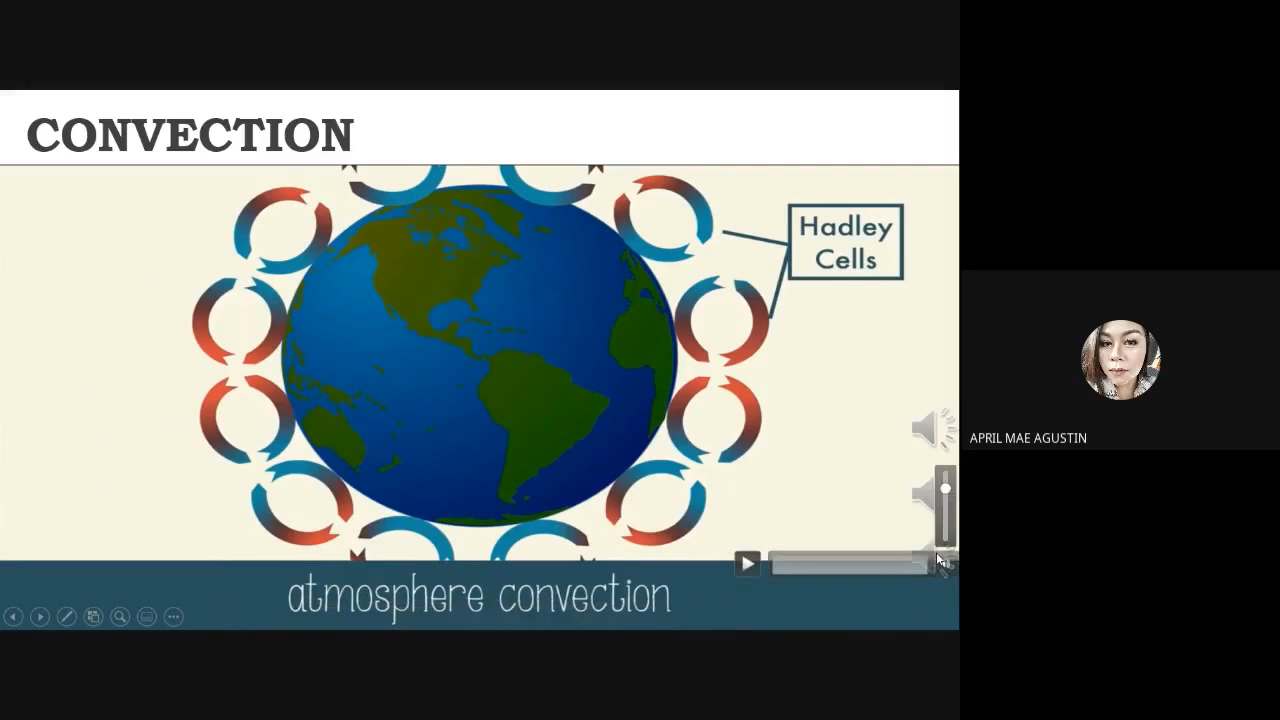 CONVECTION
Hadley
Cells
APRIL MAE AGUSTIN
atmosphere convection